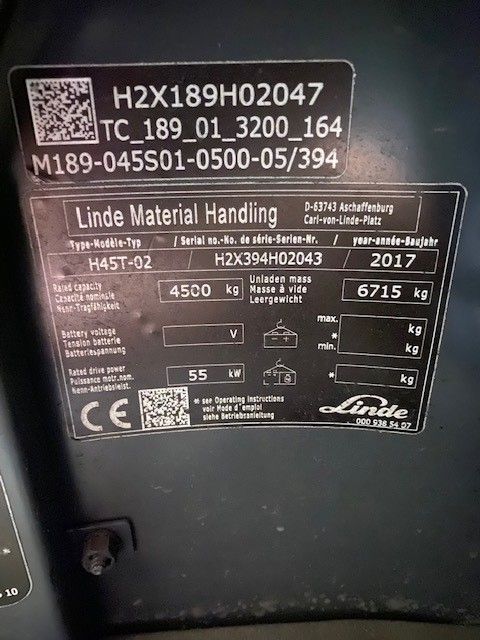 H2X189H02047
TC_189_01_3200_164
M189-045S01-0500-05/394
Linde Material Handling
D-63743 Aschaffenburg
Carl-von-Linde-Platz
Type-Modèle-Typ / Serial no.-No. de série-Serien-Nr. / year-année-Baujahr
H45T-02 / H2X394H02043 / 2017
Rated capacity
Capacité nominale
Nenn-Tragfähigkeit
4500 kg
Unladen mass
Masse à vide
Leergewicht
6715 kg
Battery voltage
Tension batterie
Batteriespannung
V
max. kg
*
min. kg
Rated drive power
Puissance motr.nom.
Nenn-Antriebsleist.
55 kW
* kg
CE
* see Operating instructions
voir Mode d'emploi
siehe Betriebsanleitung
Linde
000 938 54 07
10